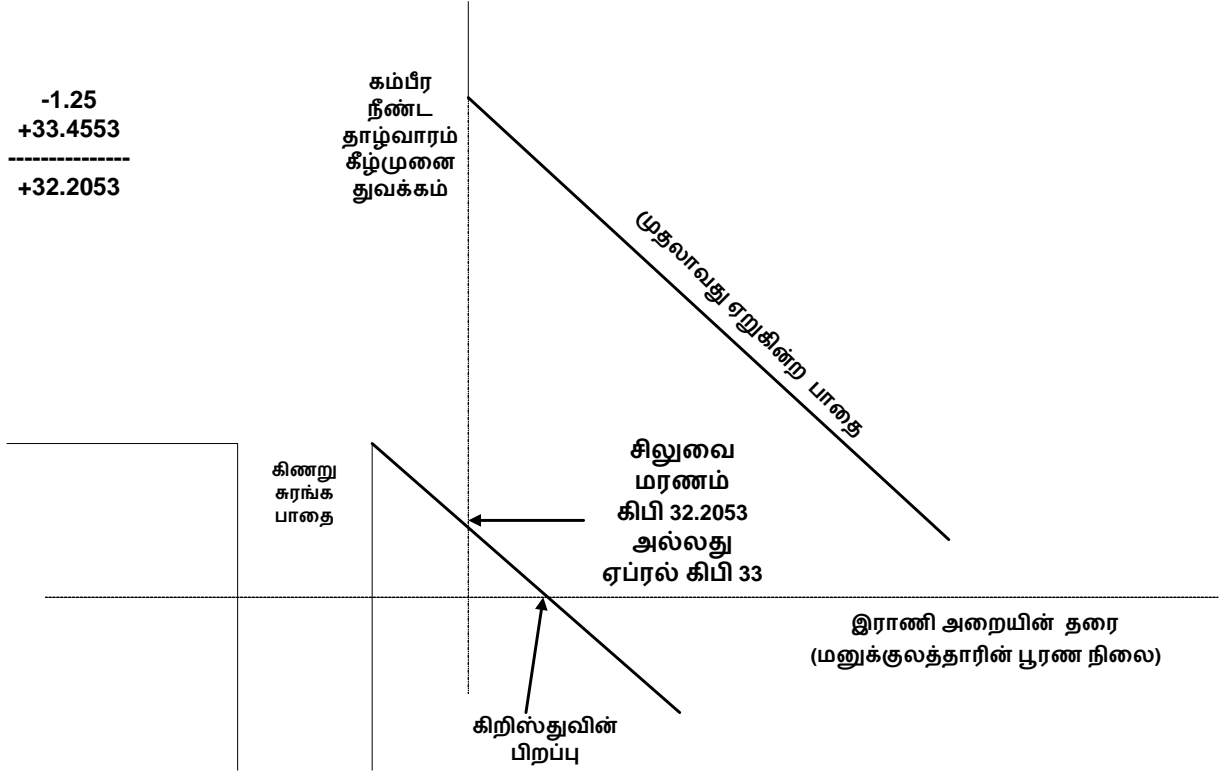 -1.25
+33.4553
---------------
+32.2053
கம்பீர
நீண்ட
தாழ்வாரம்
கீழ்முனை
துவக்கம்
முதலாவது ஏறுகின்ற பாதை
கிணறு
சுரங்க
பாதை
சிலுவை
மரணம்
கிபி 32.2053
அல்லது
ஏப்ரல் கிபி 33
இராணி அறையின் தரை
(மனுக்குலத்தாரின் பூரண நிலை)
கிறிஸ்துவின்
பிறப்பு